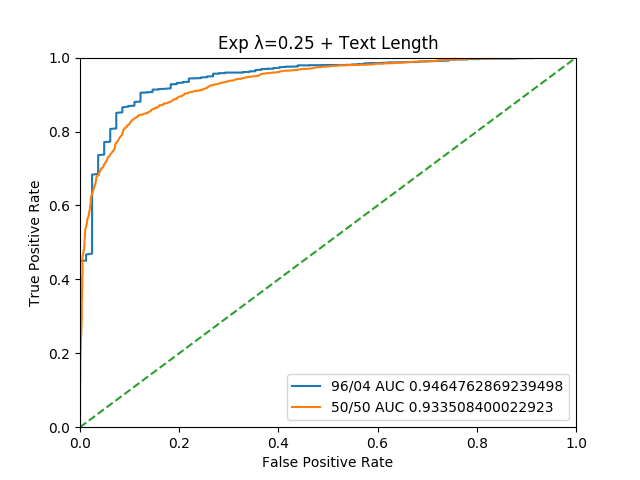 Exp λ=0.25 + Text Length
1.0
0.8
0.6
0.4
0.2
0.0
True Positive Rate
96/04 AUC 0.9464762869239498
50/50 AUC 0.933508400022923
0.0 0.2 0.4 0.6 0.8 1.0
False Positive Rate